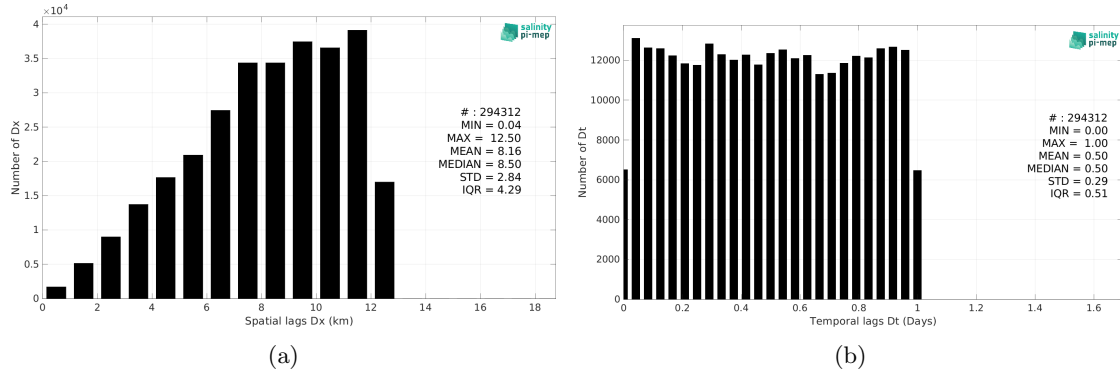 ×10⁴
4
3.5
3
2.5
2
1.5
1
0.5
0
Number of Dx
0 2 4 6 8 10 12 14 16 18
Spatial lags Dx (km)
salinity
pi-mep
# : 294312
MIN = 0.04
MAX = 12.50
MEAN = 8.16
MEDIAN = 8.50
STD = 2.84
IQR = 4.29
(a)
12000
10000
8000
6000
4000
2000
0
Number of Dt
0 0.2 0.4 0.6 0.8 1 1.2 1.4 1.6
Temporal lags Dt (Days)
salinity
pi-mep
# : 294312
MIN = 0.00
MAX = 1.00
MEAN = 0.50
MEDIAN = 0.50
STD = 0.29
IQR = 0.51
(b)